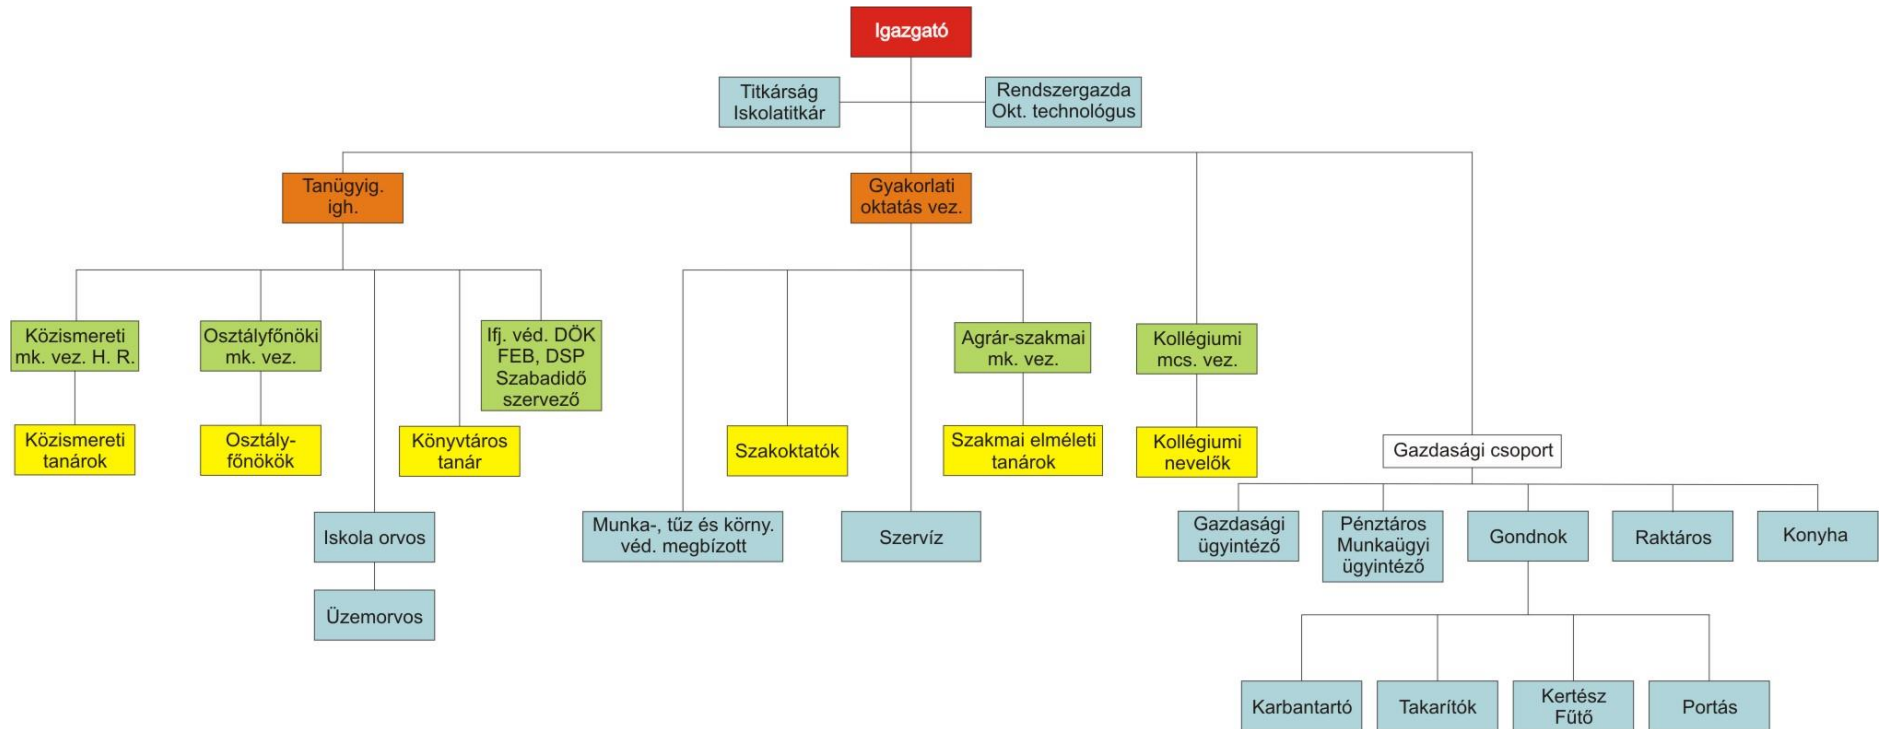 Igazgató
Titkárság
Iskolatitkár
Rendszergazda
Okt. technológus
Tanügyig.
igh.
Gyakorlati
oktatás vez.
Közismereti
mk. vez. H. R.
Osztályfőnöki
mk. vez.
Ifj. véd. DÖK
FEB, DSP
Szabadidő
szervező
Agrár-szakmai
mk. vez.
Kollégiumi
mcs. vez.
Közismereti
tanárok
Osztály-
főnökök
Könyvtáros
tanár
Szakoktatók
Szakmai elméleti
tanárok
Kollégiumi
nevelők
Gazdasági csoport
Iskola orvos
Munka-, tűz és körny.
véd. megbízott
Szervíz
Gazdasági
ügyintéző
Pénztáros
Munkaügyi
ügyintéző
Gondnok
Raktáros
Konyha
Üzemorvos
Karbantartó
Takarítók
Kertész
Fűtő
Portás